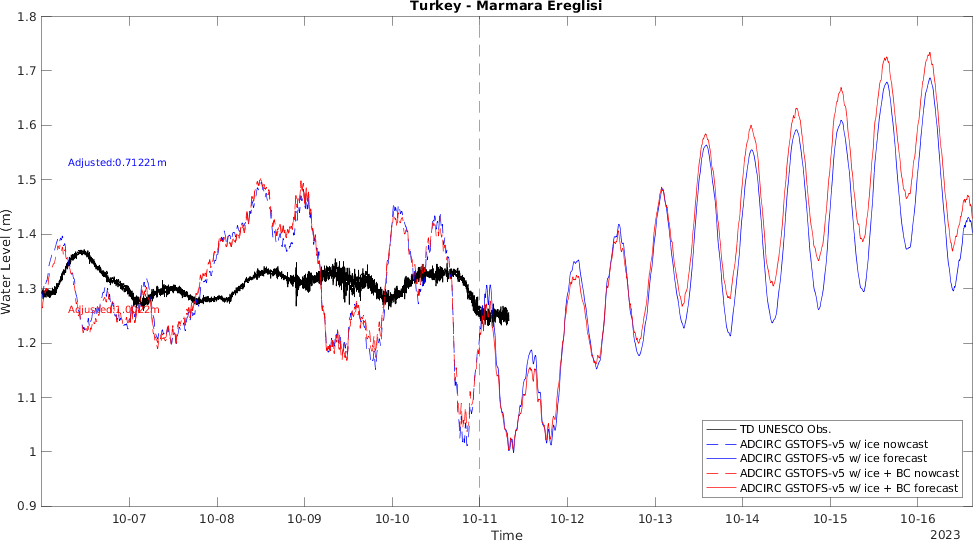 Turkey - Marmara Ereglisi
1.8
1.7
1.6
1.5
1.4
1.3
1.2
1.1
1
0.9
Water Level (m)
Adjusted:0.71221m
TD UNESCO Obs.
ADCIRC GSTOFS-v5 w/ ice nowcast
ADCIRC GSTOFS-v5 w/ ice forecast
ADCIRC GSTOFS-v5 w/ ice + BC nowcast
ADCIRC GSTOFS-v5 w/ ice + BC forecast
10-07
10-08
10-09
10-10
10-11
10-12
10-13
10-14
10-15
10-16
Time
2023